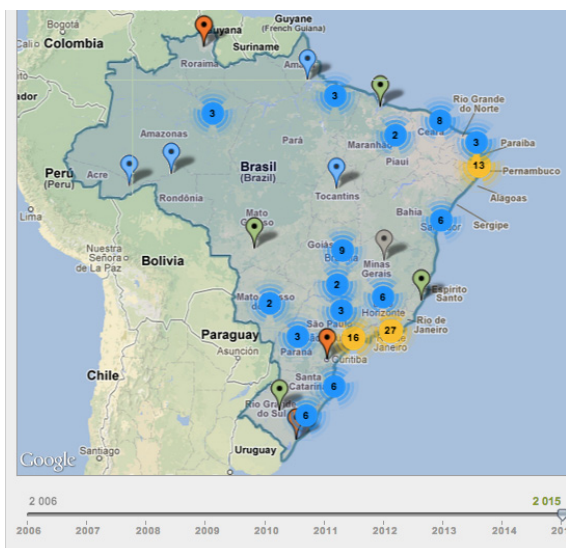 Bogotá
Guyane
(French Guiana)
Guyana
Cali
Colombia
Suriname
Roraima
3
3
Rio Grande
do Norte
8
Ceará
Amazonas
Pará
Maranhão
2
3
Paraíba
Piauí
13
Pernambuco
Brasil
(Brazil)
Perú
(Peru)
Acre
Rondônia
Tocantins
Alagoas
Lima
Mato
Bahia
6
Sergipe
Nuestra
Señora
de La Paz
Bolivia
Goiás
9
Minas
Gerais
2
Espírito
Santo
2
Mato
6
3
Horizonte
São Paulo
Rio de
Janeiro
Paraguay
3
16
27
Janeiro
Asunción
Paraná
Curitiba
Chile
Santa
Catarina
6
Rio Grande
do Sul
6
Santiago
Uruguay
Google
2 006
2 015
2006
2007
2008
2009
2010
2011
2012
2013
2014